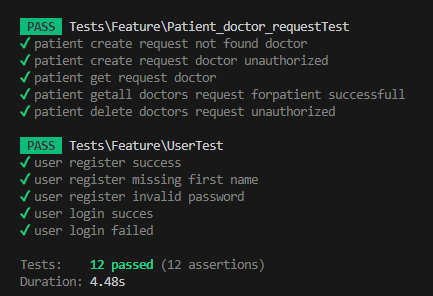 PASS Tests\Feature\Patient_doctor_requestTest
✓ patient create request not found doctor
✓ patient create request doctor unauthorized
✓ patient get request doctor
✓ patient getall doctors request forpatient successfull
✓ patient delete doctors request unauthorized
PASS Tests\Feature\UserTest
✓ user register success
✓ user register missing first name
✓ user register invalid password
✓ user login succes
✓ user login failed
Tests: 12 passed (12 assertions)
Duration: 4.48s